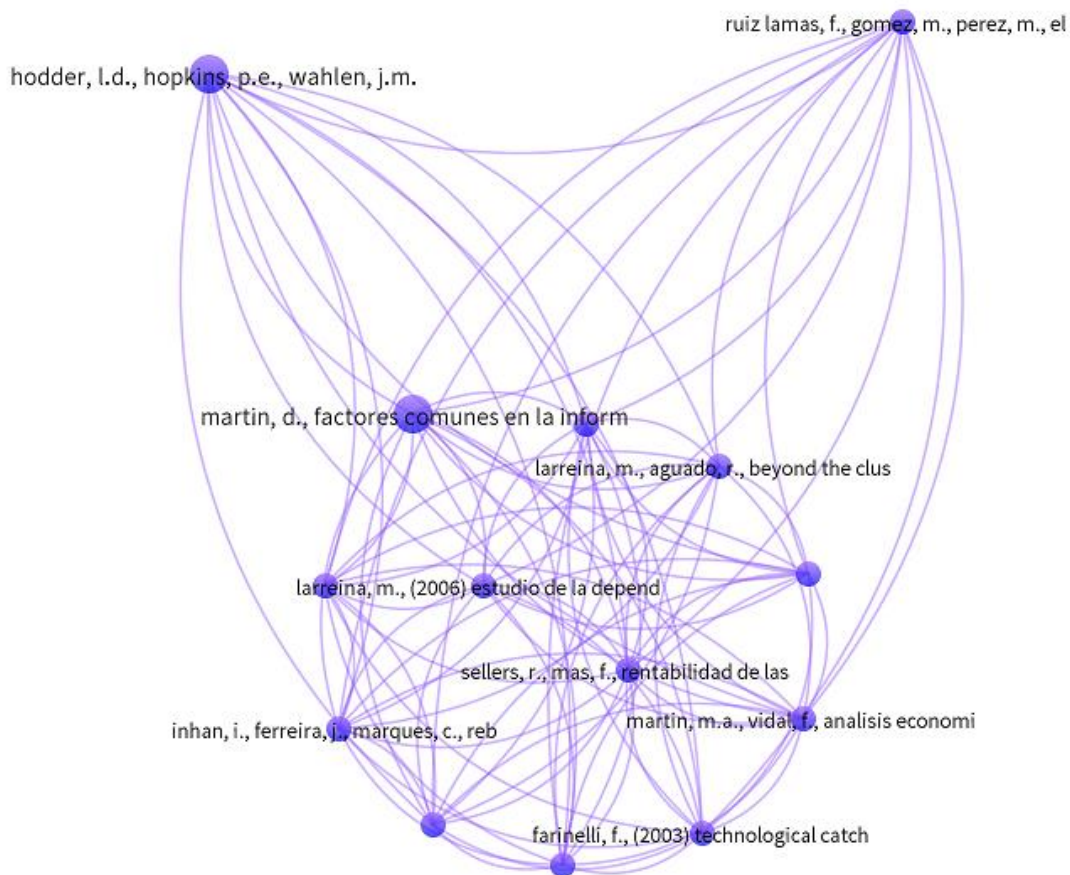 ruiz lamas, f., gomez, m., perez, m., el
hodder, l.d., hopkins, p.e., wahlen, j.m.
martin, d., factores comunes en la inform
larreina, m., aguado, r., beyond the clus
larreina, m., (2006) estudio de la depend
sellers, r., mas, f., rentabilidad de las
martin, m.a., vidal, f., analisis economi
inhan, i., ferreira, j., marques, c., reb
farinelli, f., (2003) technological catch